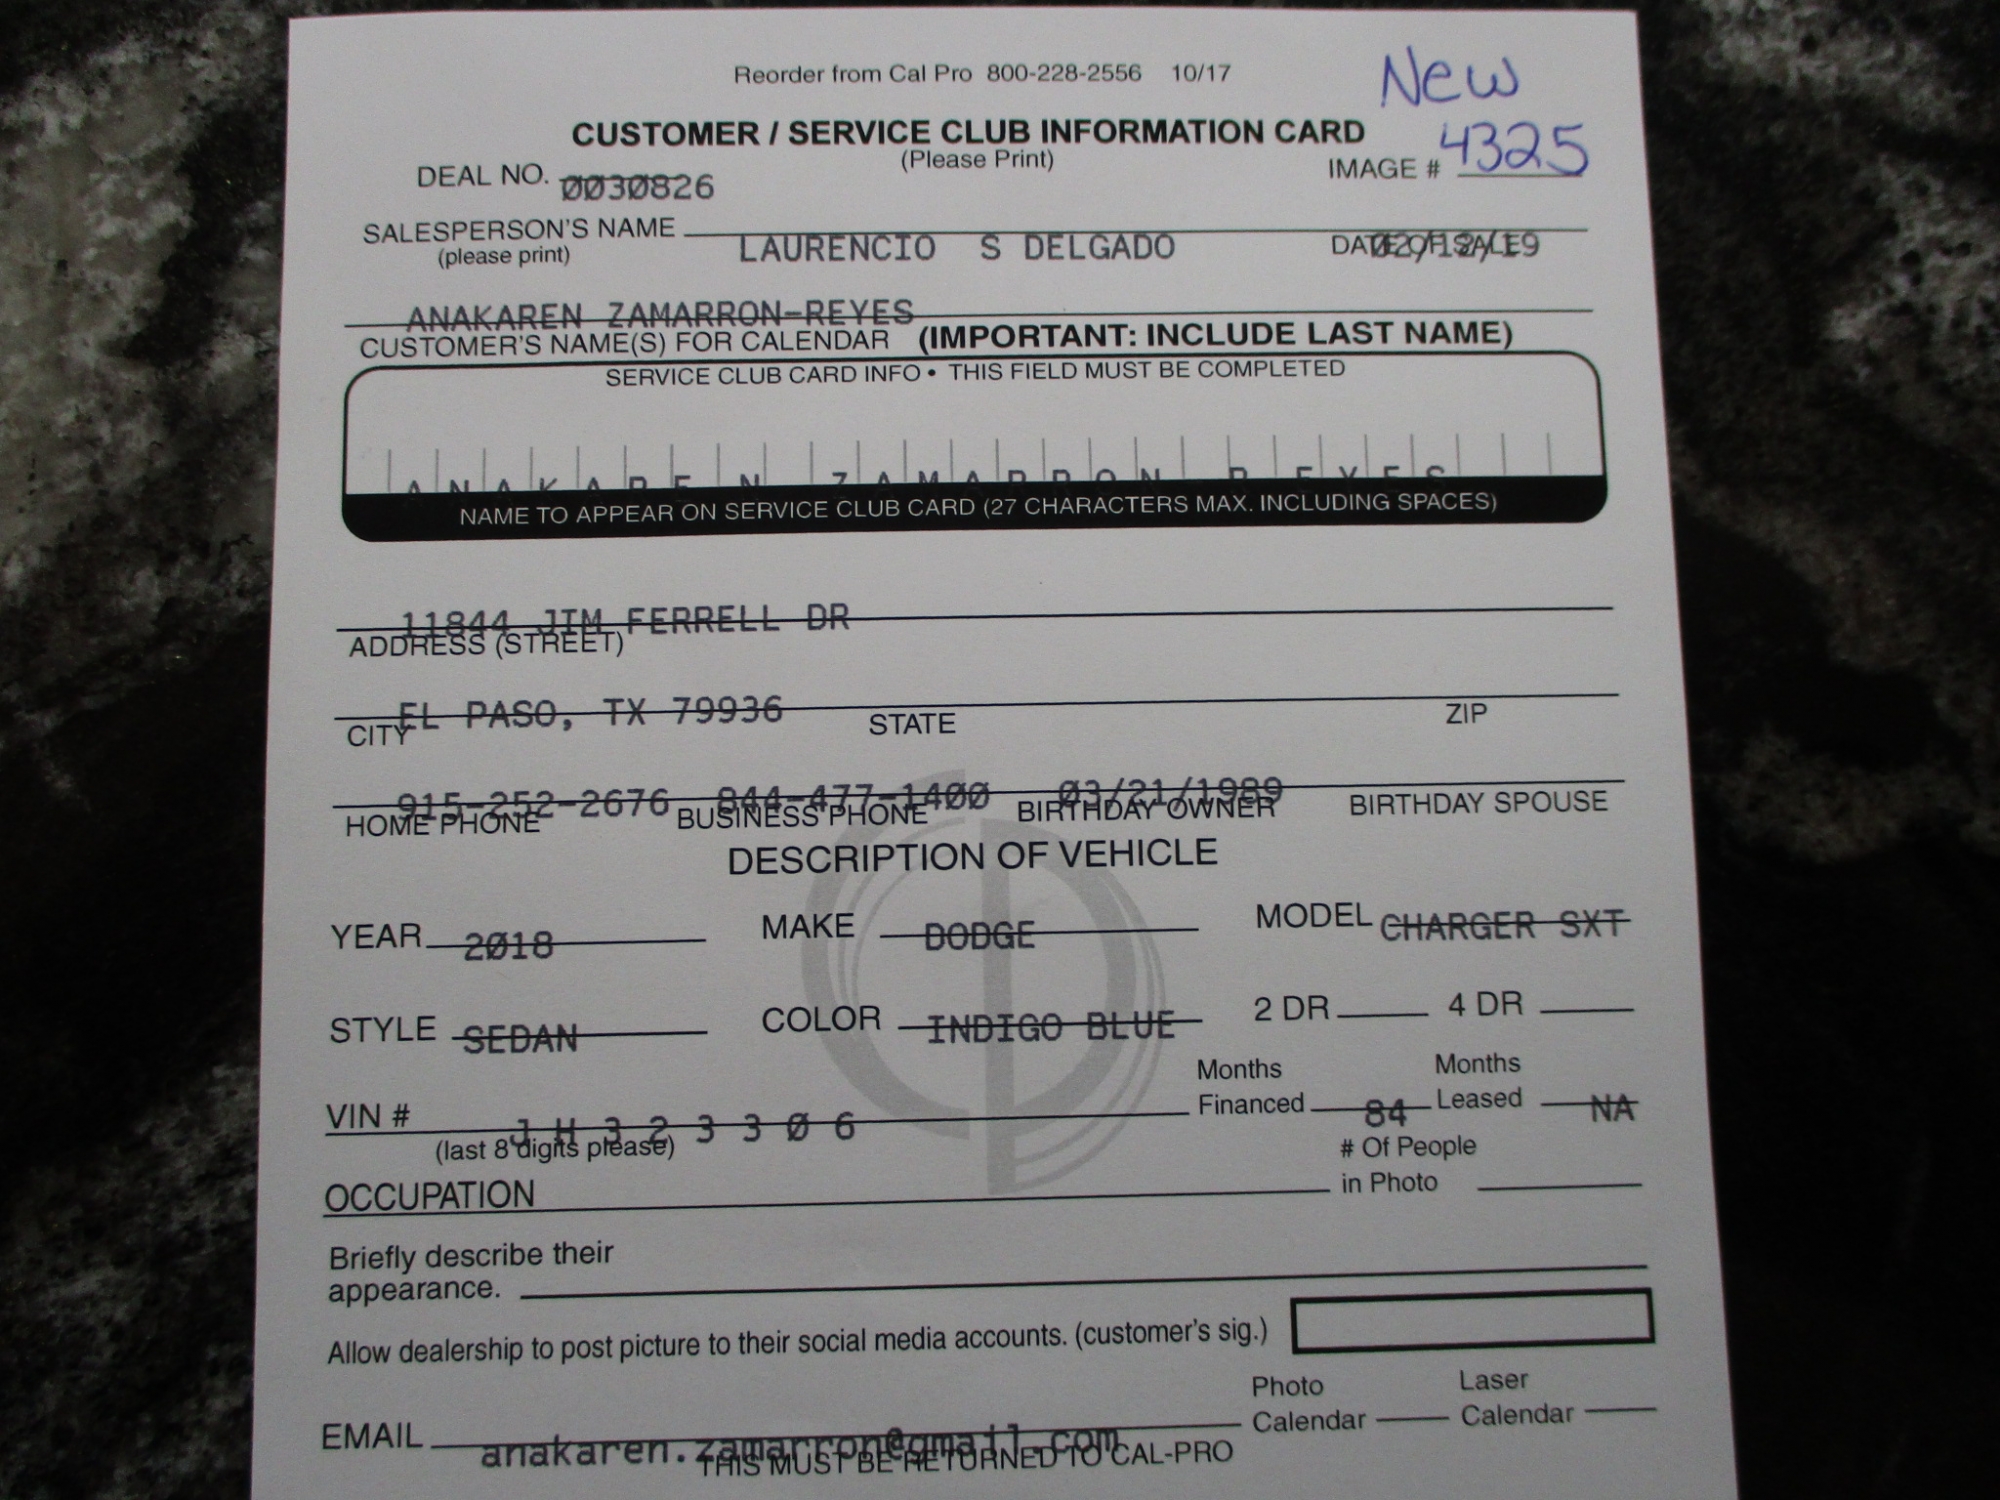 Reorder from Cal Pro 800-228-2556 10/17
New
CUSTOMER / SERVICE CLUB INFORMATION CARD
(Please Print)
DEAL NO. 0030826
IMAGE # 4325
SALESPERSON'S NAME
(please print)
LAURENCIO S DELGADO
DATE OF SALE 02/12/19
ANAKAREN ZAMARRON-REYES
CUSTOMER'S NAME(S) FOR CALENDAR (IMPORTANT: INCLUDE LAST NAME)
SERVICE CLUB CARD INFO • THIS FIELD MUST BE COMPLETED
ANAKAREN ZAMARRON REYES
NAME TO APPEAR ON SERVICE CLUB CARD (27 CHARACTERS MAX. INCLUDING SPACES)
11844 JIM FERRELL DR
ADDRESS (STREET)
EL PASO, TX 79936
CITY STATE ZIP
915-252-2676 844-477-1400 03/21/1989
HOME PHONE BUSINESS PHONE BIRTHDAY OWNER BIRTHDAY SPOUSE
DESCRIPTION OF VEHICLE
YEAR 2018 MAKE DODGE MODEL CHARGER SXT
STYLE SEDAN COLOR INDIGO BLUE 2 DR 4 DR
VIN # JH323306 Months Financed 84 Months Leased NA
(last 8 digits please)
# Of People in Photo
OCCUPATION
Briefly describe their
appearance.
Allow dealership to post picture to their social media accounts. (customer's sig.)
Photo Calendar Laser Calendar
EMAIL anakaren.zamarron@gmail.com
THIS MUST BE RETURNED TO CAL-PRO